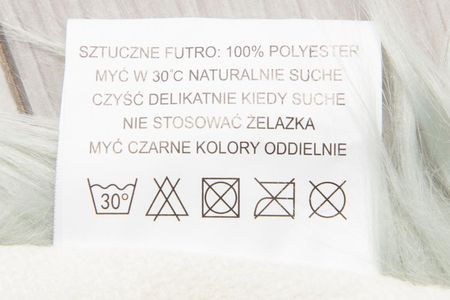 SZTUCZNE FUTRO: 100% POLYESTER
MYĆ W 30°C NATURALNIE SUCHE
CZYŚĆ DELIKATNIE KIEDY SUCHE
NIE STOSOWAĆ ŻELAZKA
MYĆ CZARNE KOLORY ODDIELNIE
30°